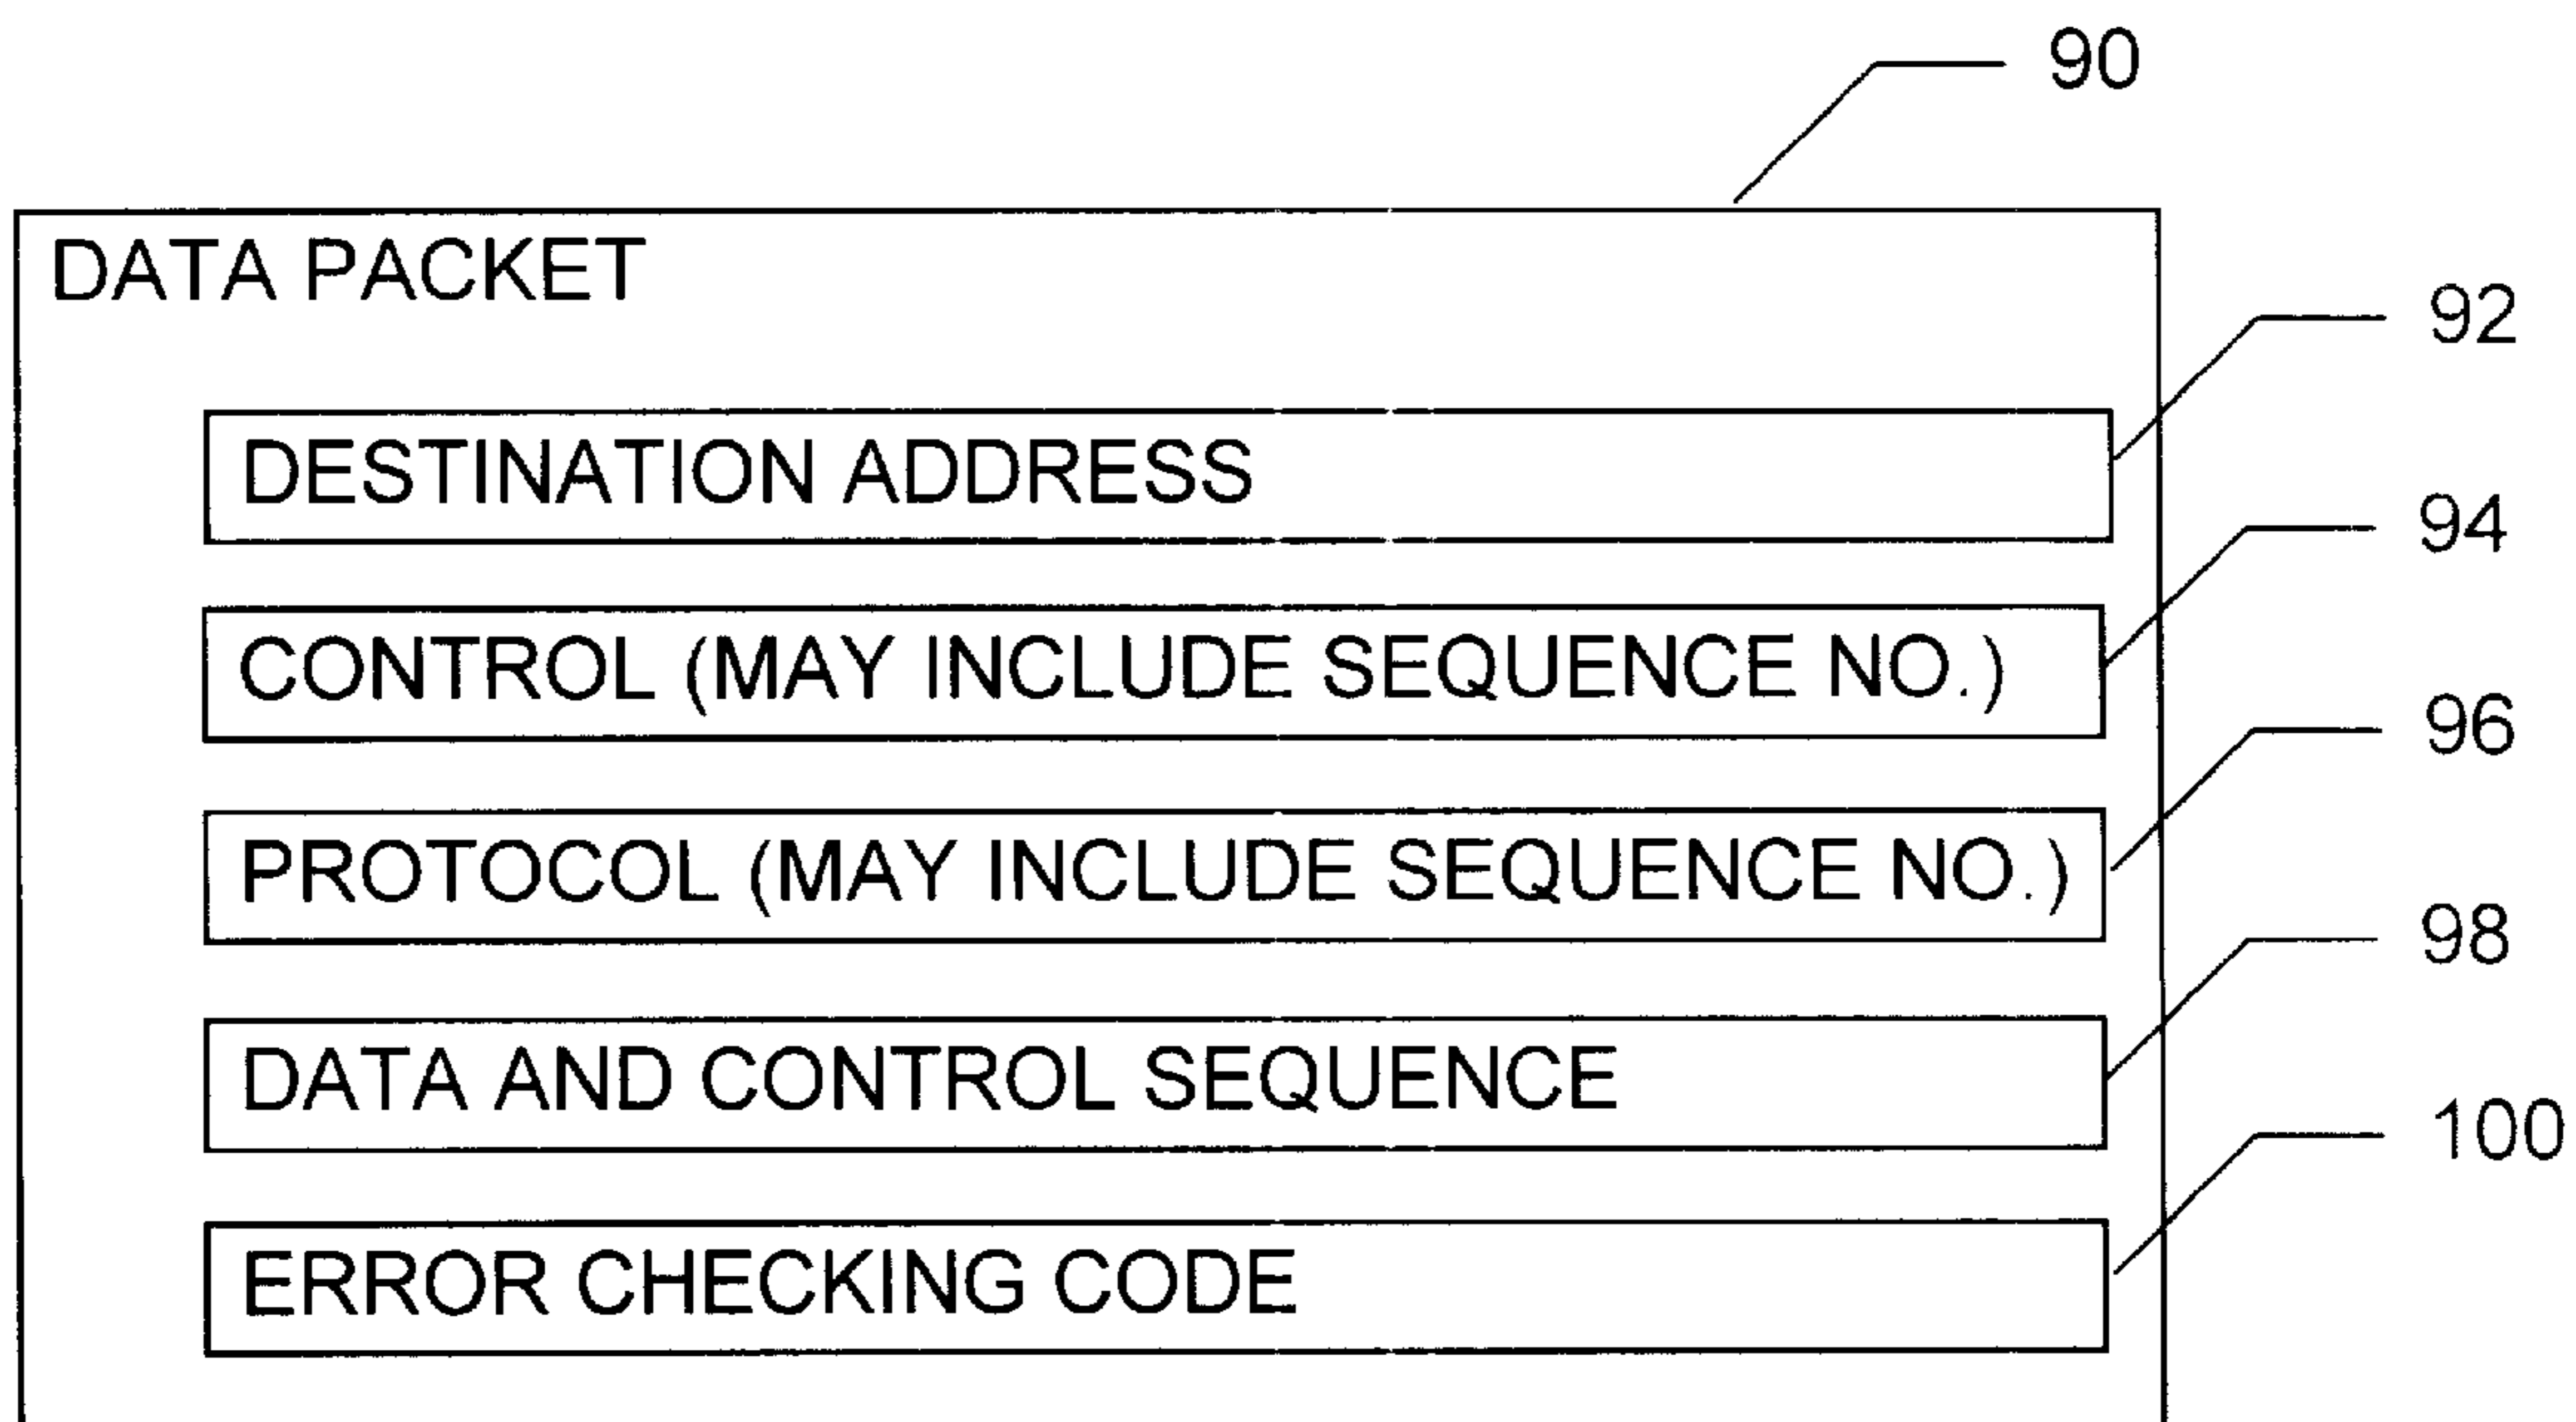 90
DATA PACKET
92
DESTINATION ADDRESS
94
CONTROL (MAY INCLUDE SEQUENCE NO.)
96
PROTOCOL (MAY INCLUDE SEQUENCE NO.)
98
DATA AND CONTROL SEQUENCE
100
ERROR CHECKING CODE